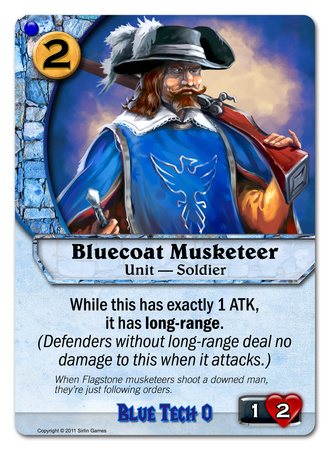 2
Bluecoat Musketeer
Unit — Soldier
While this has exactly 1 ATK,
it has long-range.
(Defenders without long-range deal no
damage to this when it attacks.)
When Flagstone musketeers shoot a downed man,
they're just following orders.
Blue Tech 0
1 2
Copyright © 2011 Sirlin Games